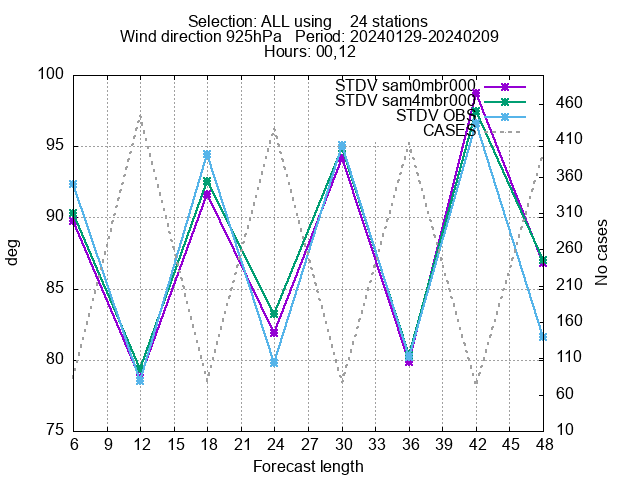 Selection: ALL using    24 stations
Wind direction 925hPa   Period: 20240129-20240209
Hours: 00,12
STDV sam0mbr000
STDV sam4mbr000
STDV OBS
CASES
100
95
90
85
80
75
deg
460
410
360
310
260
210
160
110
60
10
No cases
6 9 12 15 18 21 24 27 30 33 36 39 42 45 48
Forecast length